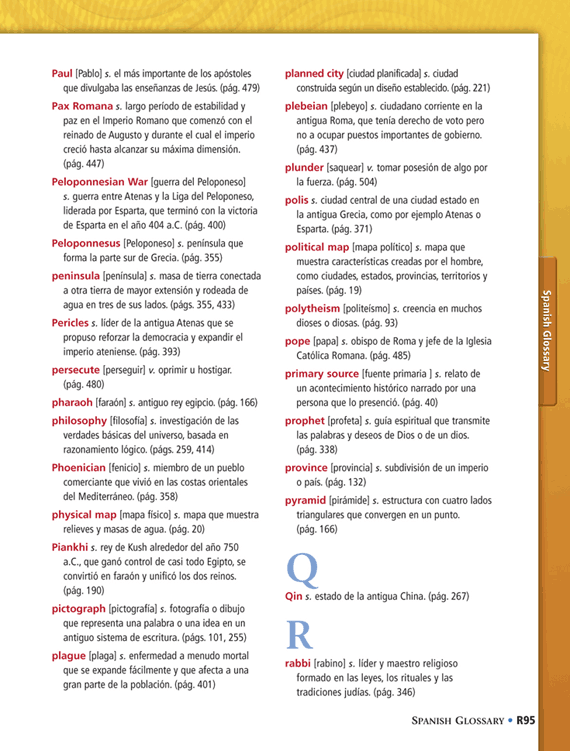 Paul [Pablo] s. el más importante de los apóstoles
que divulgaba las enseñanzas de Jesús. (pág. 479)
Pax Romana s. largo período de estabilidad y
paz en el Imperio Romano que comenzó con el
reinado de Augusto y durante el cual el imperio
creció hasta alcanzar su máxima dimensión.
(pág. 447)
Peloponnesian War [guerra del Peloponeso]
s. guerra entre Atenas y la Liga del Peloponeso,
liderada por Esparta, que terminó con la victoria
de Esparta en el año 404 a.C. (pág. 400)
Peloponnesus [Peloponeso] s. península que
forma la parte sur de Grecia. (pág. 355)
peninsula [península] s. masa de tierra conectada
a otra tierra de mayor extensión y rodeada de
agua en tres de sus lados. (págs. 355, 433)
Pericles s. líder de la antigua Atenas que se
propuso reforzar la democracia y expandir el
imperio ateniense. (pág. 393)
persecute [perseguir] v. oprimir u hostigar.
(pág. 480)
pharaoh [faraón] s. antiguo rey egipcio. (pág. 166)
philosophy [filosofía] s. investigación de las
verdades básicas del universo, basada en
razonamiento lógico. (págs. 259, 414)
Phoenician [fenicio] s. miembro de un pueblo
comerciante que vivió en las costas orientales
del Mediterráneo. (pág. 358)
physical map [mapa físico] s. mapa que muestra
relieves y masas de agua. (pág. 20)
Piankhi s. rey de Kush alrededor del año 750
a.C., que ganó control de casi todo Egipto, se
convirtió en faraón y unificó los dos reinos.
(pág. 190)
pictograph [pictografía] s. fotografía o dibujo
que representa una palabra o una idea en un
antiguo sistema de escritura. (págs. 101, 255)
plague [plaga] s. enfermedad a menudo mortal
que se expande fácilmente y que afecta a una
gran parte de la población. (pág. 401)
planned city [ciudad planificada] s. ciudad
construida según un diseño establecido. (pág. 221)
plebeian [plebeyo] s. ciudadano corriente en la
antigua Roma, que tenía derecho de voto pero
no a ocupar puestos importantes de gobierno.
(pág. 437)
plunder [saquear] v. tomar posesión de algo por
la fuerza. (pág. 504)
polis s. ciudad central de una ciudad estado en
la antigua Grecia, como por ejemplo Atenas o
Esparta. (pág. 371)
political map [mapa político] s. mapa que
muestra características creadas por el hombre,
como ciudades, estados, provincias, territorios y
países. (pág. 19)
polytheism [politeísmo] s. creencia en muchos
dioses o diosas. (pág. 93)
pope [papa] s. obispo de Roma y jefe de la Iglesia
Católica Romana. (pág. 485)
primary source [fuente primaria ] s. relato de
un acontecimiento histórico narrado por una
persona que lo presenció. (pág. 40)
prophet [profeta] s. guía espiritual que transmite
las palabras y deseos de Dios o de un dios.
(pág. 338)
province [provincia] s. subdivisión de un imperio
o país. (pág. 132)
pyramid [pirámide] s. estructura con cuatro lados
triangulares que convergen en un punto.
(pág. 166)
Q
Qin s. estado de la antigua China. (pág. 267)
R
rabbi [rabino] s. líder y maestro religioso
formado en las leyes, los rituales y las
tradiciones judías. (pág. 346)
Spanish Glossary
SPANISH GLOSSARY • R95